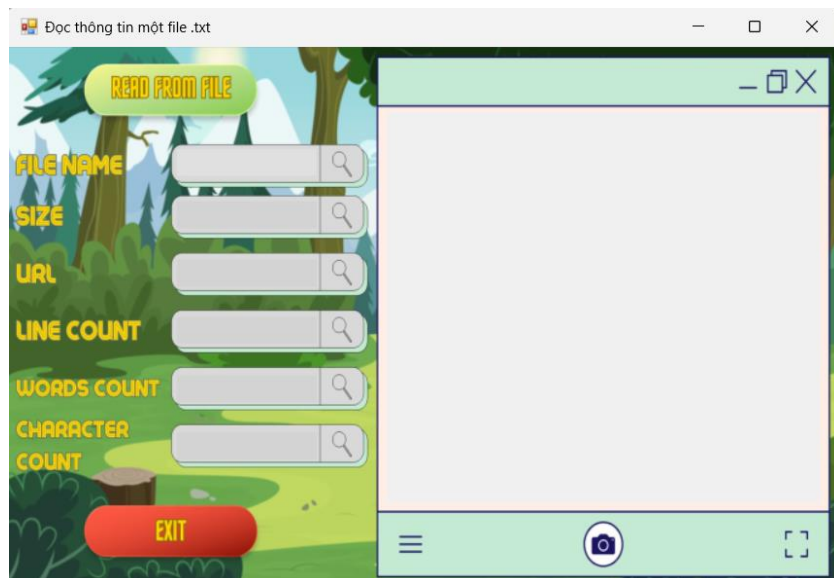 Đọc thông tin một file .txt
READ FROM FILE
FILE NAME
SIZE
URL
LINE COUNT
WORDS COUNT
CHARACTER
COUNT
EXIT